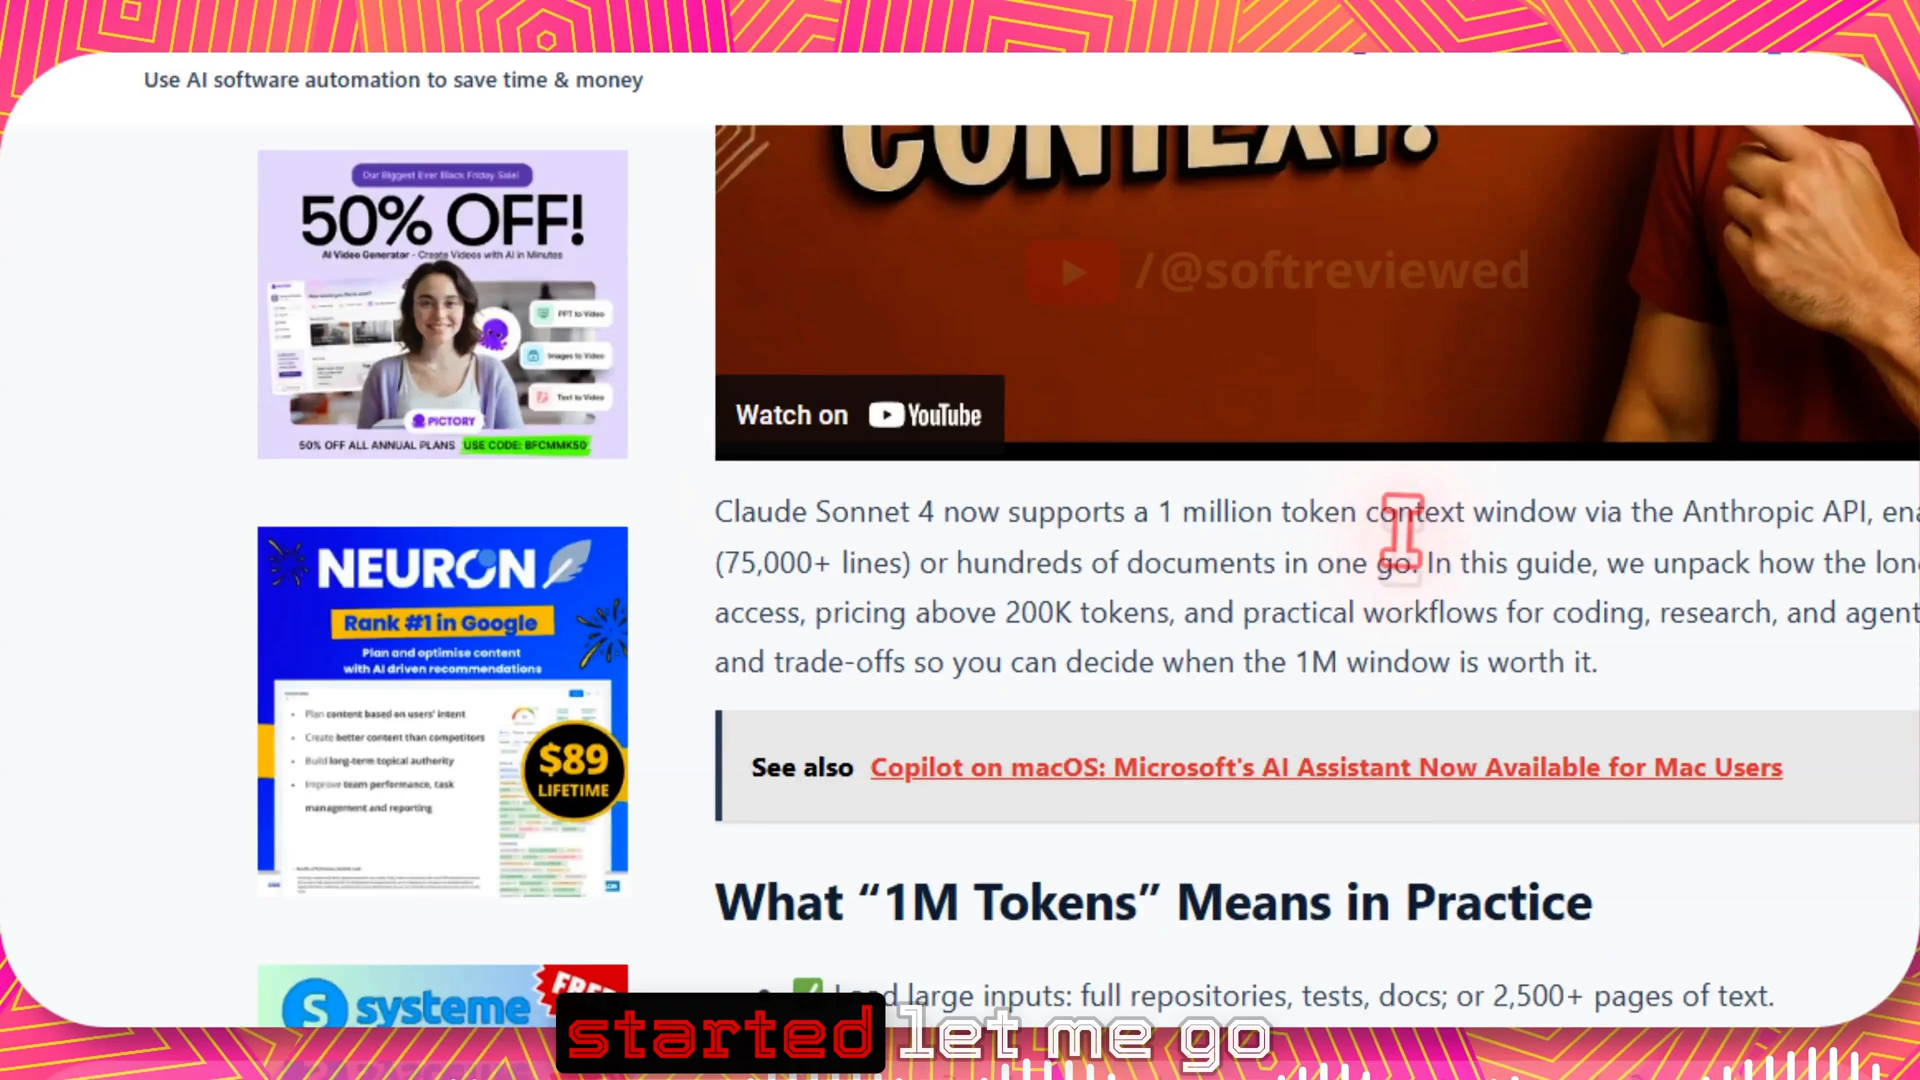 Use AI software automation to save time & money
Our Biggest Ever Black Friday Sale!
50% OFF!
AI Video Generator - Create Videos with AI in Minutes
PPT to Video
Images to Video
Text to Video
PICTORY
50% OFF ALL ANNUAL PLANS USE CODE: BFCMMK50
NEURON
Rank #1 in Google
Plan and optimise content
with AI driven recommendations
• Plan content based on users' intent
• Create better content than competitors
• Build long-term topical authority
• Improve team performance, task
management and reporting
$89
LIFETIME
systeme
FREE
CONTEXT.
/@softreviewed
Watch on YouTube
Claude Sonnet 4 now supports a 1 million token context window via the Anthropic API,
(75,000+ lines) or hundreds of documents in one go. In this guide, we unpack how the
access, pricing above 200K tokens, and practical workflows for coding, research, and agent
and trade-offs so you can decide when the 1M window is worth it.
See also Copilot on macOS: Microsoft's AI Assistant Now Available for Mac Users
What “1M Tokens” Means in Practice
• Load large inputs: full repositories, tests, docs; or 2,500+ pages of text.
started let me go